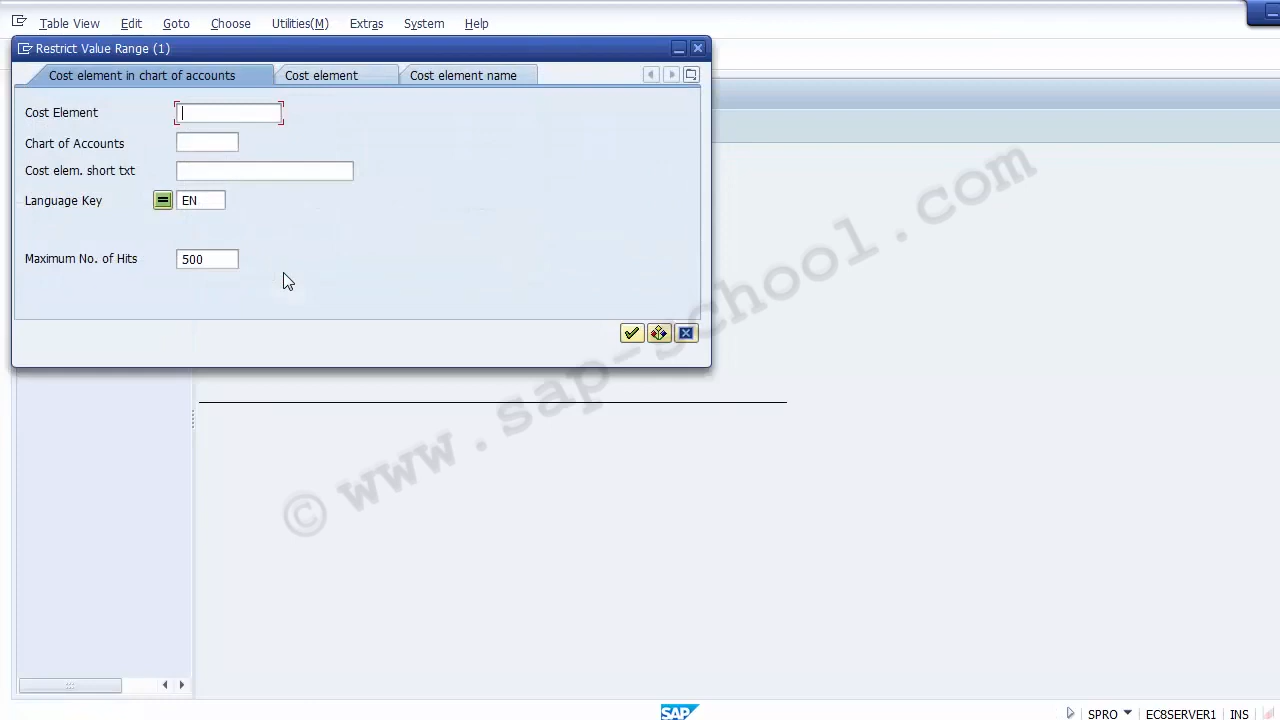 Table View Edit Goto Choose Utilities(M) Extras System Help
Restrict Value Range (1)
Cost element in chart of accounts Cost element Cost element name
Cost Element
Chart of Accounts
Cost elem. short txt
Language Key EN
Maximum No. of Hits 500
© www.sap-school.com
SAP SPRO EC8SERVER1 INS